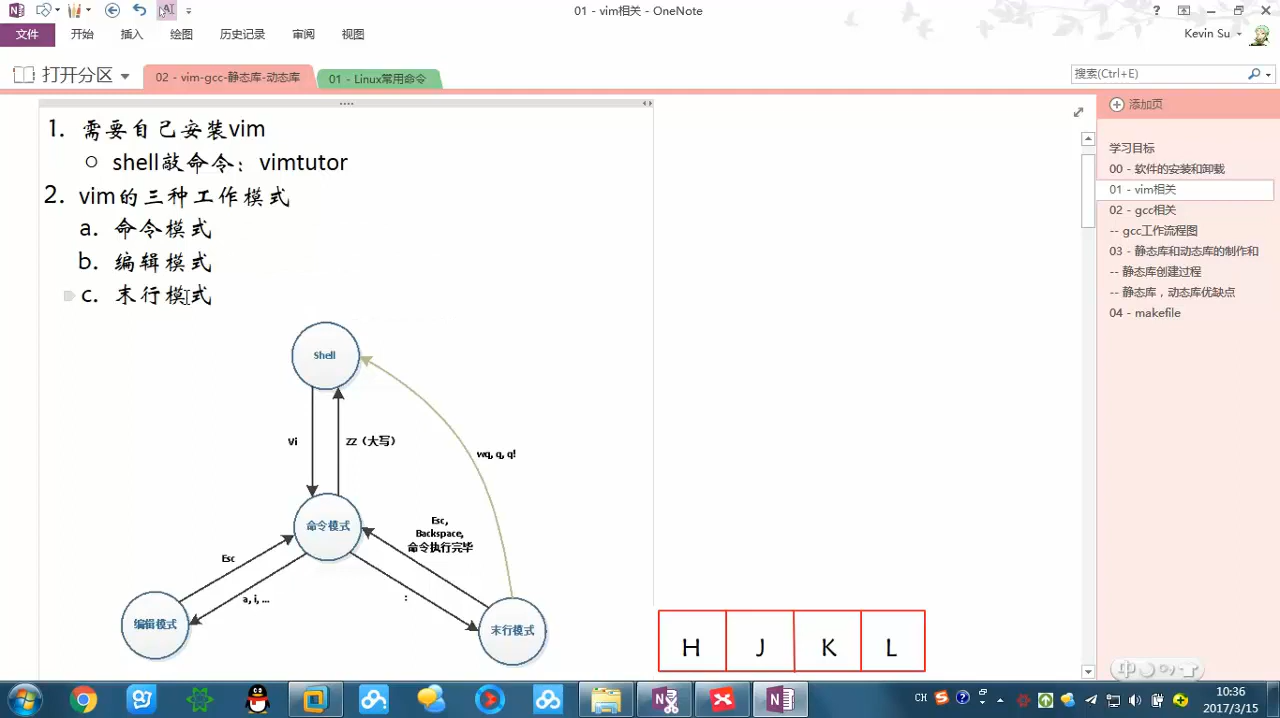 01 - vim相关 - OneNote
文件 开始 插入 绘图 历史记录 审阅 视图
Kevin Su
打开分区
02 - vim-gcc-静态库-动态库
01 - Linux常用命令
搜索(Ctrl+E)
添加页
学习目标
00 - 软件的安装和卸载
01 - vim相关
02 - gcc相关
-- gcc工作流程图
03 - 静态库和动态库的制作和
-- 静态库创建过程
-- 静态库，动态库优缺点
04 - makefile
1. 需要自己安装vim
shell敲命令：vimtutor
2. vim的三种工作模式
a. 命令模式
b. 编辑模式
c. 末行模式
Shell
Vi
ZZ（大写）
wq, q, q!
命令模式
Esc,
Backspace,
命令执行完毕
Esc
a, i, ...
:
编辑模式
末行模式
H J K L
中
CH
10:36
2017/3/15